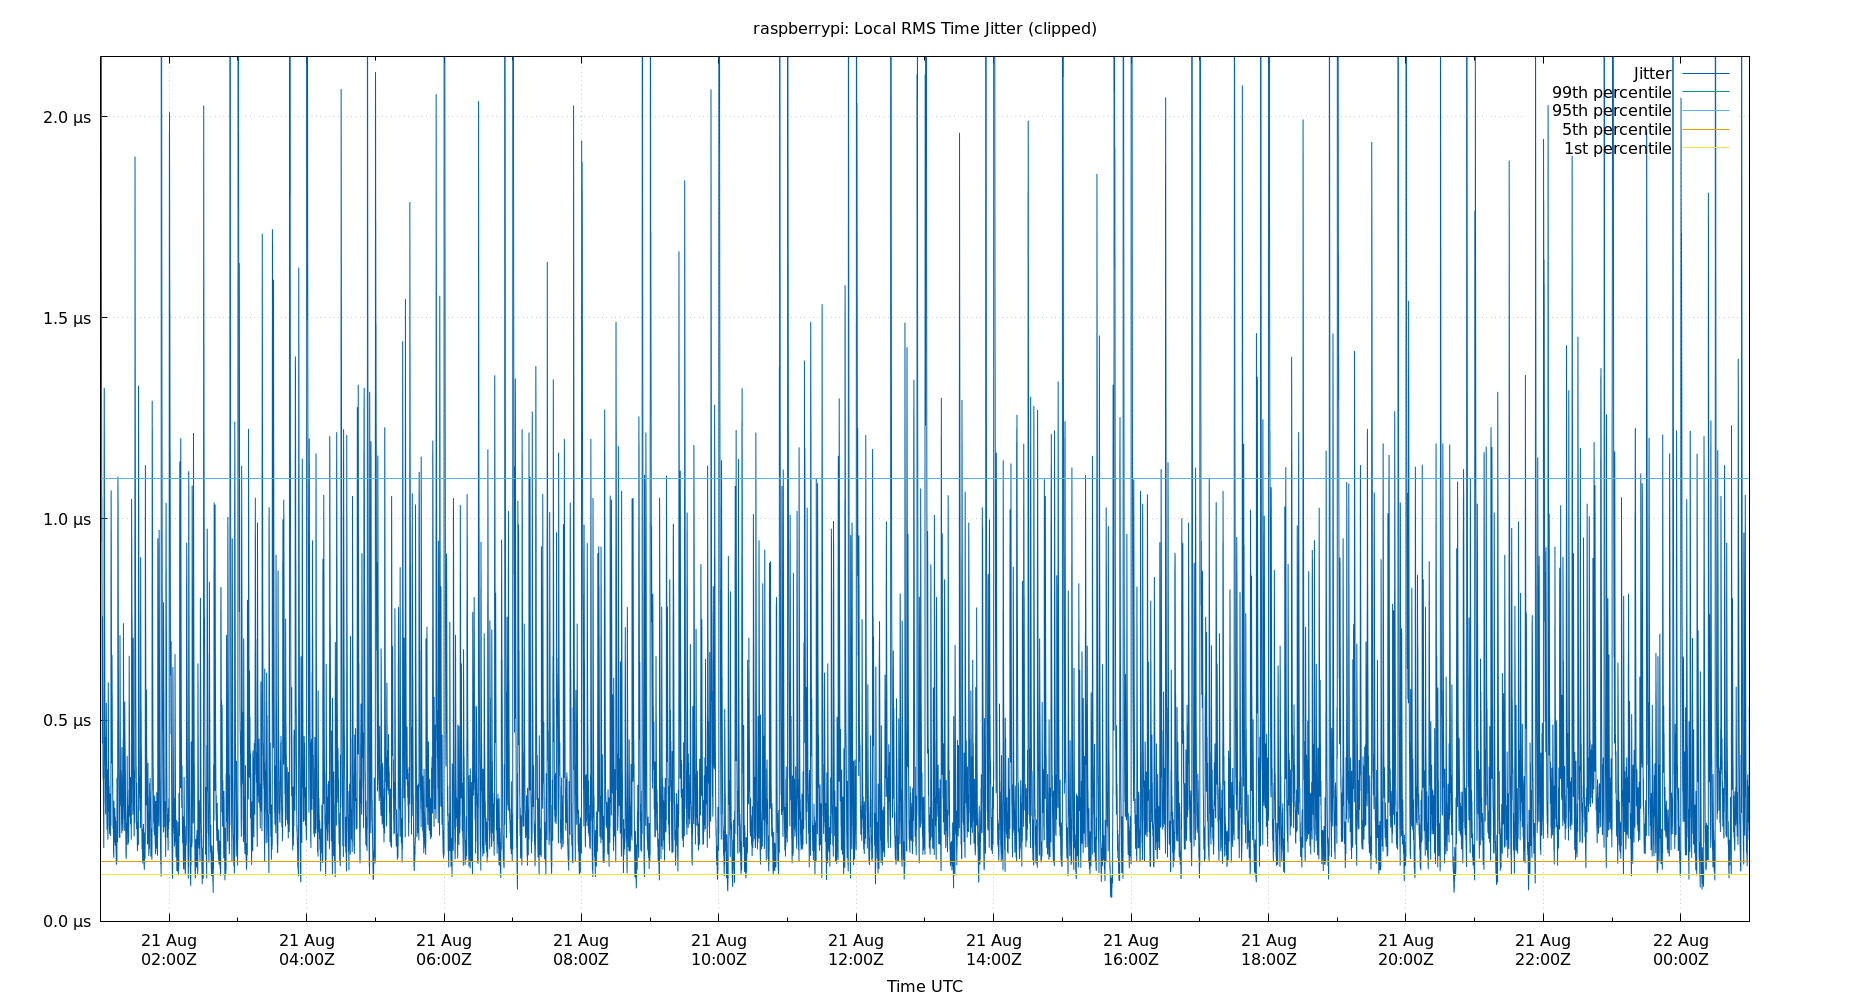 raspberrypi: Local RMS Time Jitter (clipped)
Jitter
99th percentile
95th percentile
5th percentile
1st percentile
2.0 µs
1.5 µs
1.0 µs
0.5 µs
0.0 µs
21 Aug 21 Aug 21 Aug 21 Aug 21 Aug 21 Aug 21 Aug 21 Aug 21 Aug 21 Aug 21 Aug 22 Aug
02:00Z 04:00Z 06:00Z 08:00Z 10:00Z 12:00Z 14:00Z 16:00Z 18:00Z 20:00Z 22:00Z 00:00Z
Time UTC